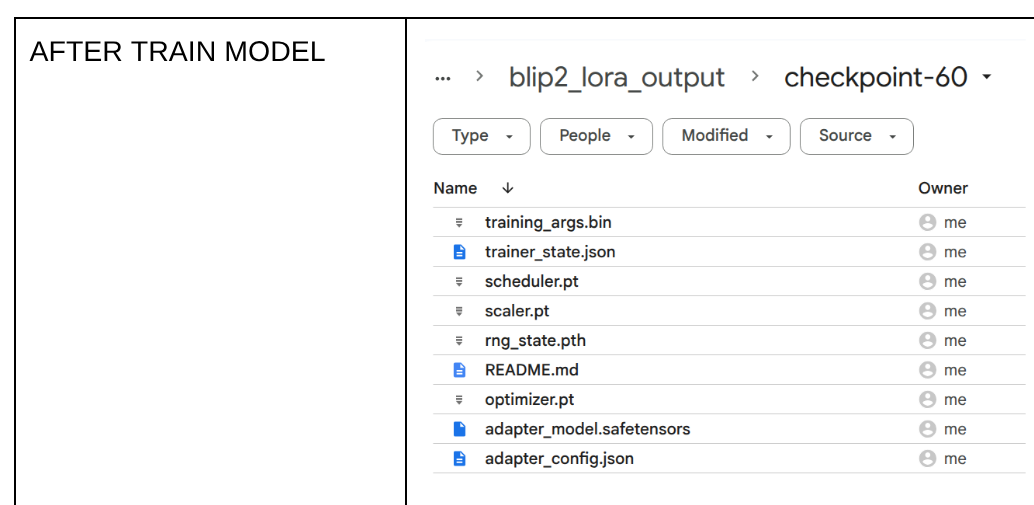 AFTER TRAIN MODEL
... > blip2_lora_output > checkpoint-60
Type People Modified Source
Name ↓ Owner
training_args.bin me
trainer_state.json me
scheduler.pt me
scaler.pt me
rng_state.pth me
README.md me
optimizer.pt me
adapter_model.safetensors me
adapter_config.json me